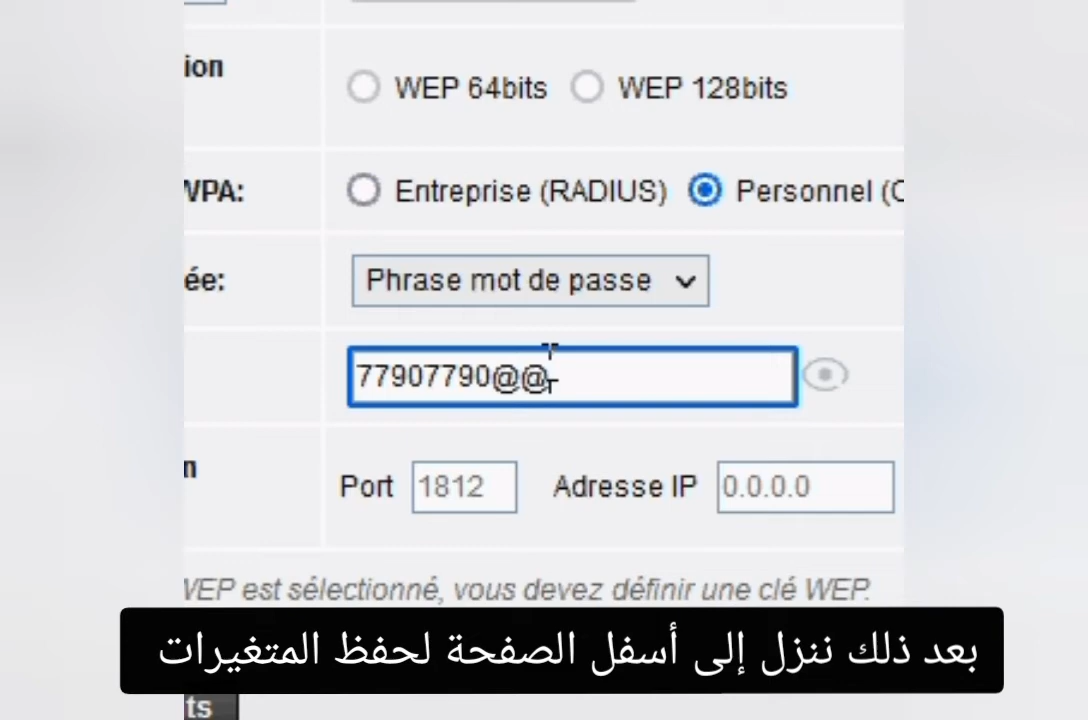 ion
WEP 64bits WEP 128bits
WPA: Entreprise (RADIUS) Personnel (
ée: Phrase mot de passe
77907790@@
n
Port 1812 Adresse IP 0.0.0.0
WEP est sélectionné, vous devez définir une clé WEP.
بعد ذلك ننزل إلى أسفل الصفحة لحفظ المتغيرات
ts